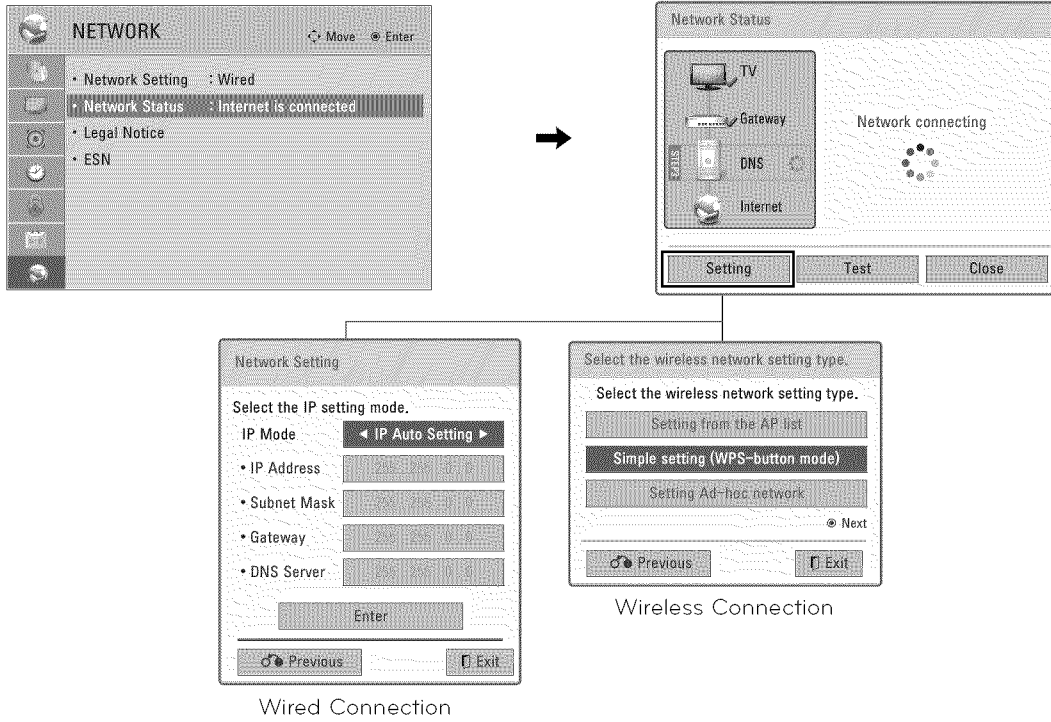 NETWORK
Move Enter
• Network Setting : Wired
• Network Status : Internet is connected
• Legal Notice
• ESN
Network Status
TV
Gateway
DNS
Internet
Network connecting
Setting Test Close
Network Setting
Select the IP setting mode.
IP Mode ◄ IP Auto Setting ►
• IP Address
• Subnet Mask
• Gateway
• DNS Server
Enter
Previous Exit
Wired Connection
Select the wireless network setting type.
Select the wireless network setting type.
Setting from the AP list
Simple setting (WPS-button mode)
Setting Ad-hoc network
Next
Previous Exit
Wireless Connection